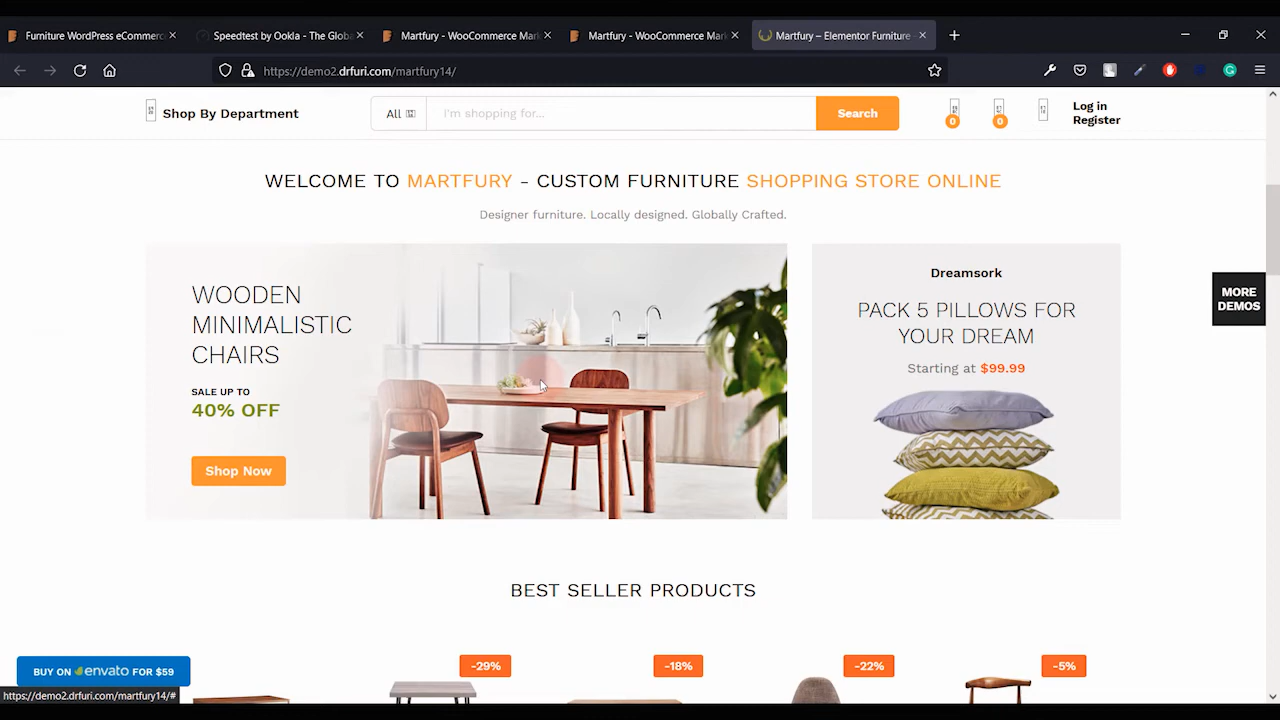 Furniture WordPress eCommerc
Speedtest by Ookla - The Globa
Martfury - WooCommerce Mark
Martfury - WooCommerce Mark
Martfury – Elementor Furniture -
https://demo2.drfuri.com/martfury14/
Shop By Department
All
I'm shopping for...
Search
0
0
Log in
Register
WELCOME TO MARTFURY - CUSTOM FURNITURE SHOPPING STORE ONLINE
Designer furniture. Locally designed. Globally Crafted.
WOODEN
MINIMALISTIC
CHAIRS
SALE UP TO
40% OFF
Shop Now
Dreamsork
PACK 5 PILLOWS FOR
YOUR DREAM
Starting at $99.99
MORE
DEMOS
BEST SELLER PRODUCTS
-29%
-18%
-22%
-5%
BUY ON envato FOR $59
https://demo2.drfuri.com/martfury14/#